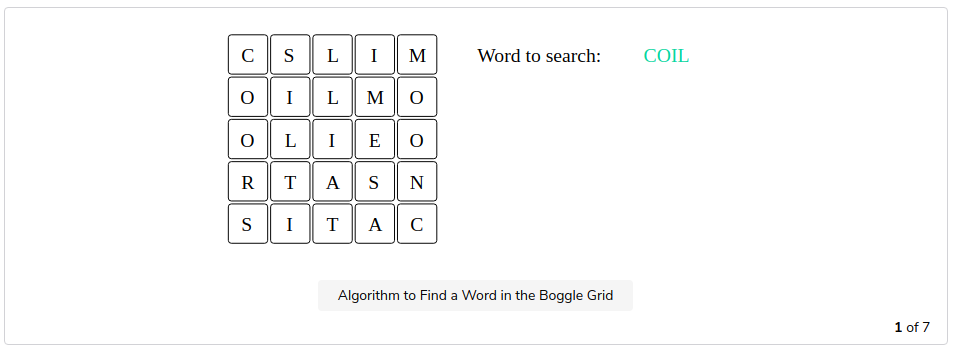 C S L I M Word to search: COIL
O I L M O
O L I E O
R T A S N
S I T A C
Algorithm to Find a Word in the Boggle Grid
1 of 7